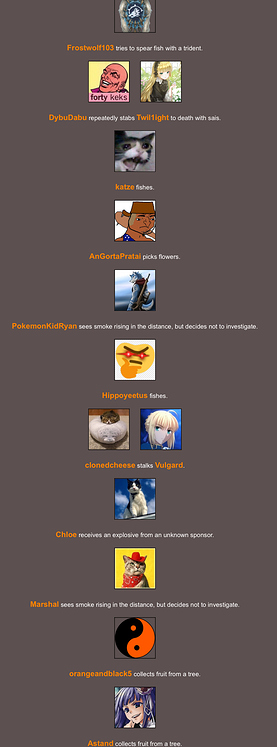 Frostwolf103 tries to spear fish with a trident.
forty keks
DybuDabu repeatedly stabs Twil1ight to death with sais.
katze fishes.
AnGortaPratai picks flowers.
PokemonKidRyan sees smoke rising in the distance, but decides not to investigate.
Hippoyeetus fishes.
clonedcheese stalks Vulgard.
Chloe receives an explosive from an unknown sponsor.
Marshal sees smoke rising in the distance, but decides not to investigate.
orangeandblack5 collects fruit from a tree.
Astand collects fruit from a tree.